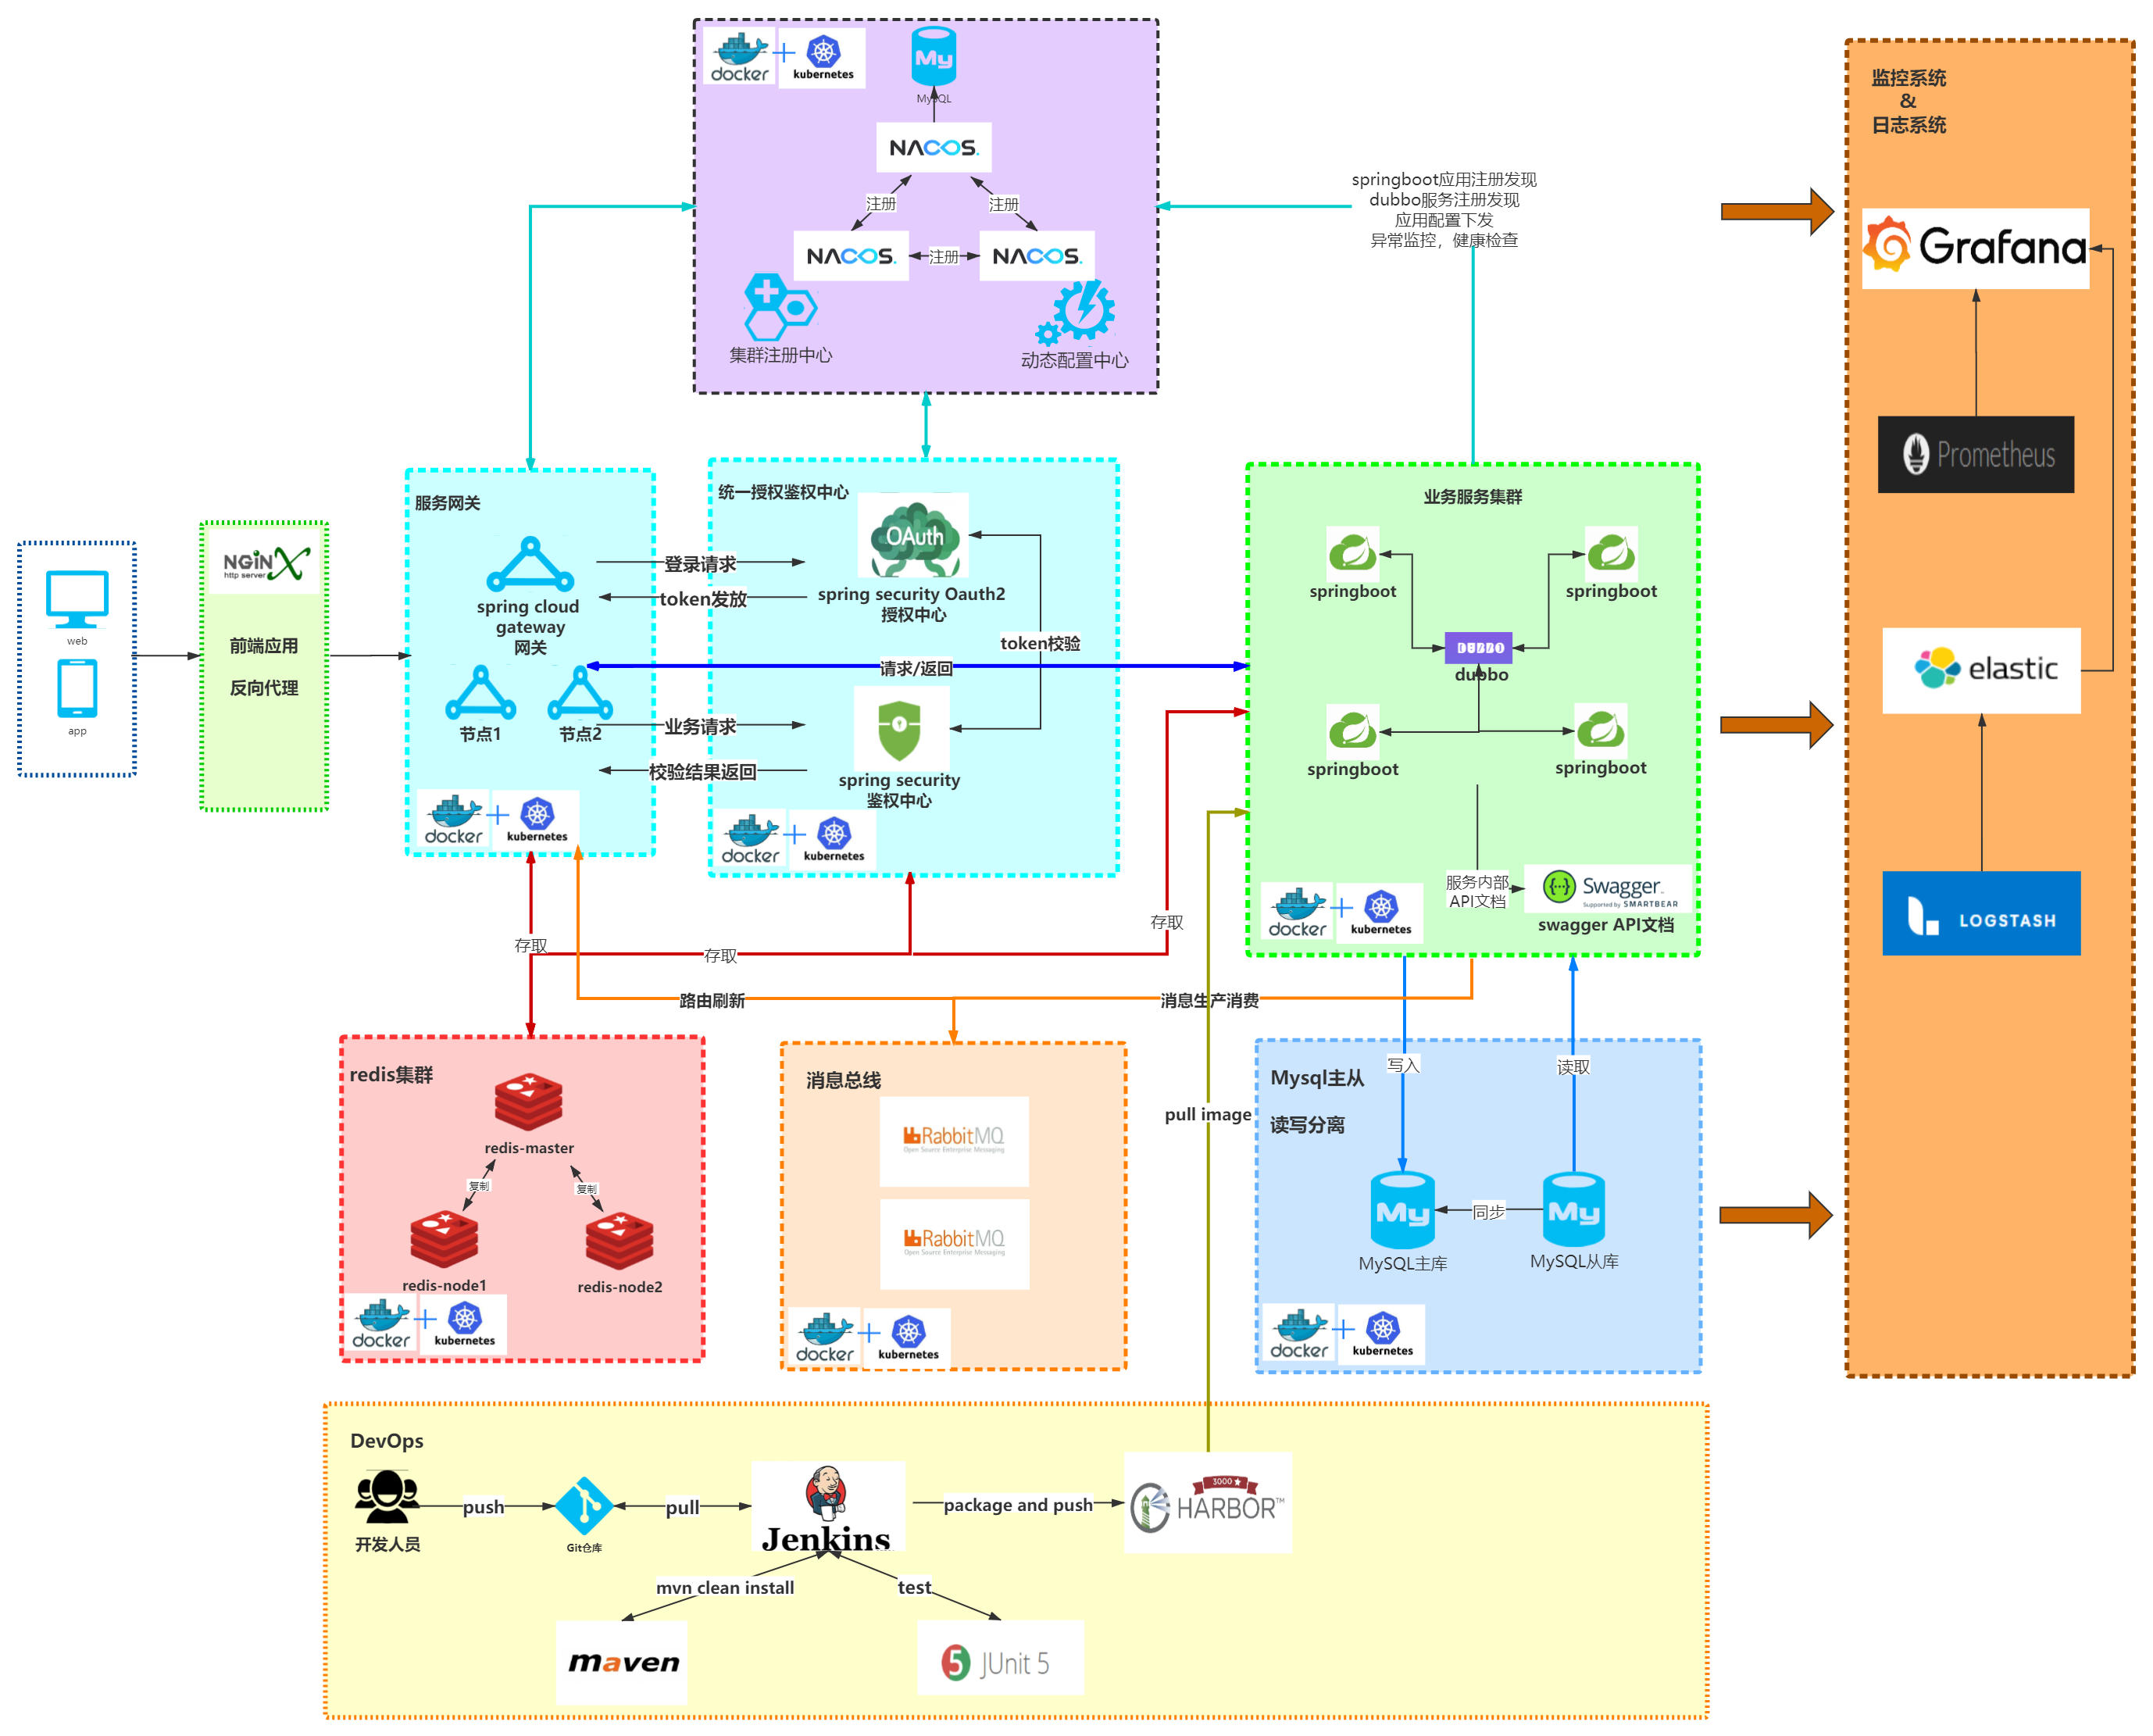 docker
kubernetes
My
MySQL
NACOS.
注册
注册
NACOS.
注册
NACOS.
集群注册中心
动态配置中心
springboot应用注册发现
dubbo服务注册发现
应用配置下发
异常监控，健康检查
监控系统
&
日志系统
Grafana
Prometheus
elastic
LOGSTASH
web
app
NGiNX
http server
前端应用
反向代理
服务网关
spring cloud
gateway
网关
节点1
节点2
docker
kubernetes
登录请求
token发放
请求/返回
业务请求
校验结果返回
统一授权鉴权中心
OAuth
spring security Oauth2
授权中心
token校验
spring security
鉴权中心
docker
kubernetes
业务服务集群
springboot
springboot
DUBBO
dubbo
springboot
springboot
服务内部
API文档
Swagger
Supported by SMARTBEAR
swagger API文档
docker
kubernetes
存取
存取
存取
路由刷新
消息生产消费
redis集群
redis-master
复制
复制
redis-node1
redis-node2
docker
kubernetes
消息总线
RabbitMQ
Open Source Enterprise Messaging
RabbitMQ
Open Source Enterprise Messaging
docker
kubernetes
pull image
写入
读取
Mysql主从
读写分离
My
同步
My
MySQL主库
MySQL从库
docker
kubernetes
DevOps
开发人员
push
Git仓库
pull
Jenkins
package and push
3000
HARBOR™
mvn clean install
test
maven
5
JUnit 5